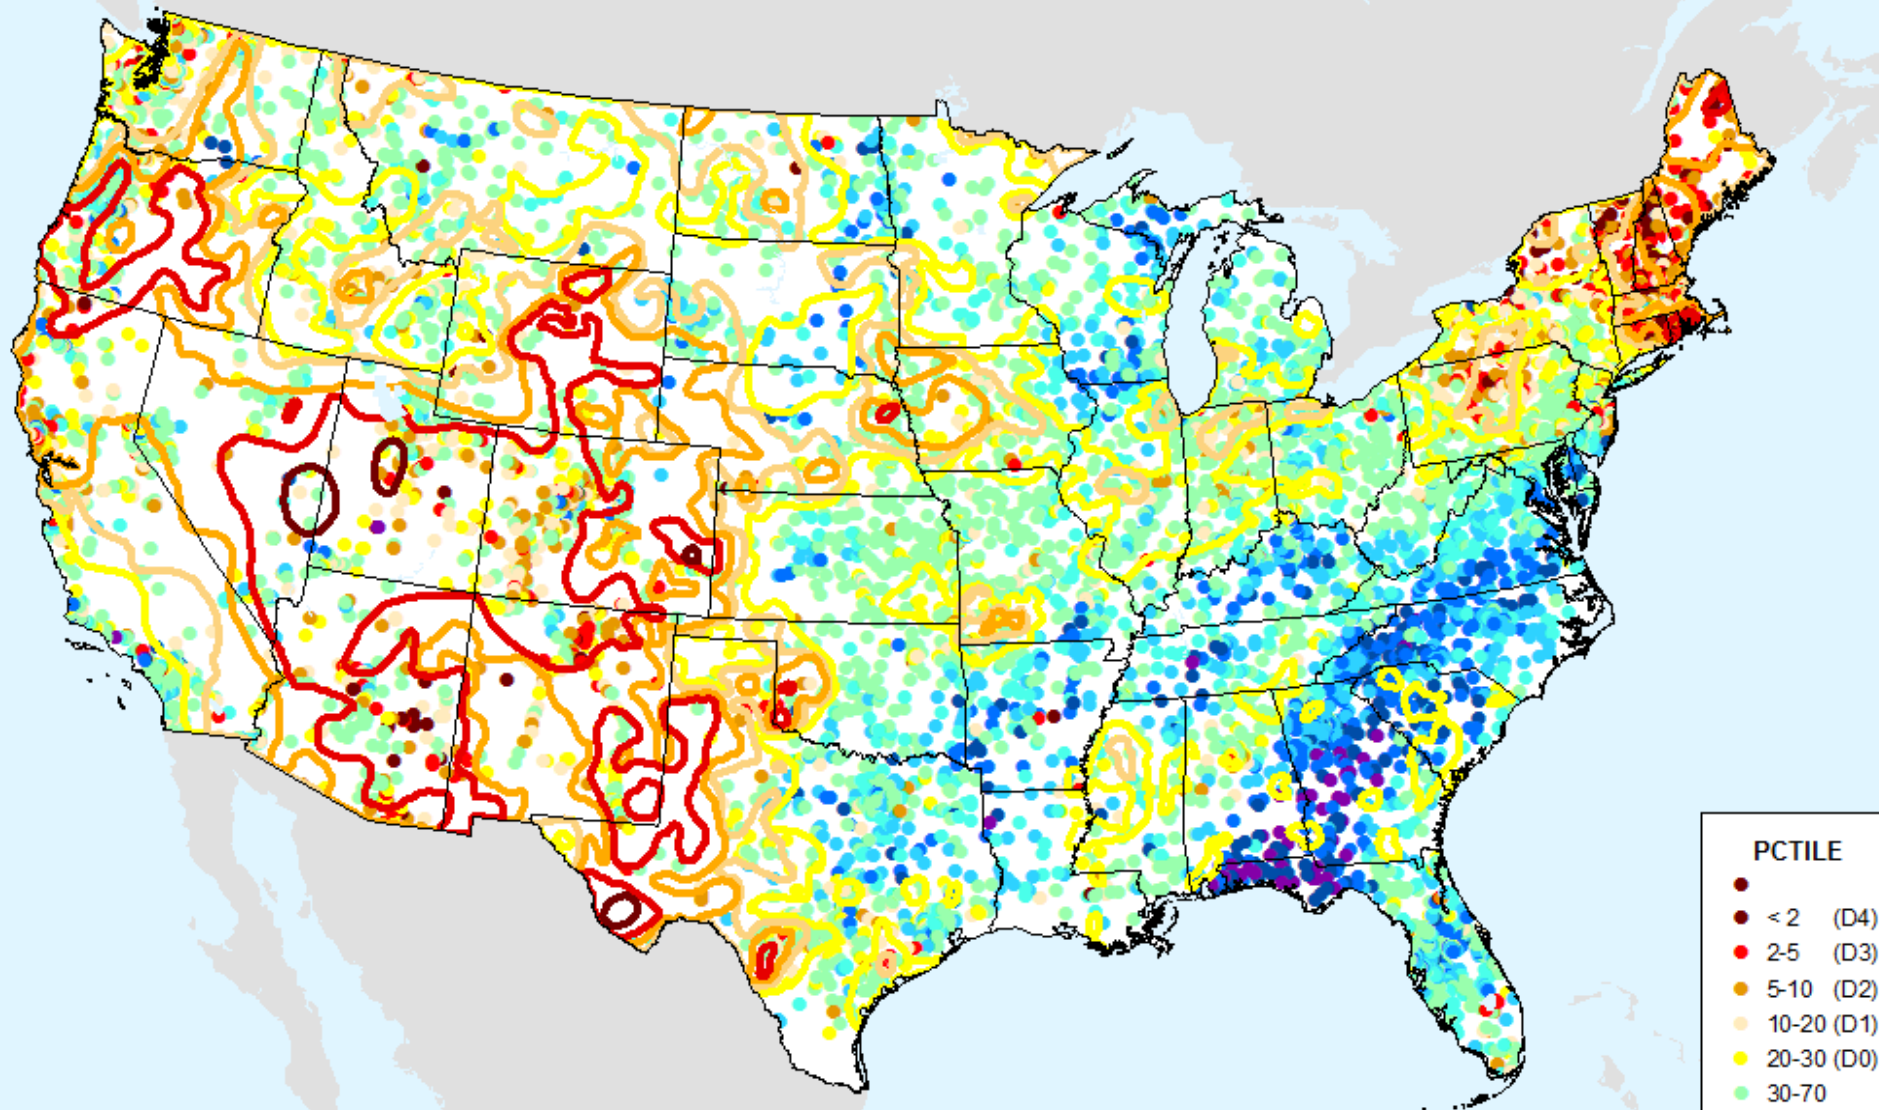 PCTILE
< 2 (D4)
2-5 (D3)
5-10 (D2)
10-20 (D1)
20-30 (D0)
30-70